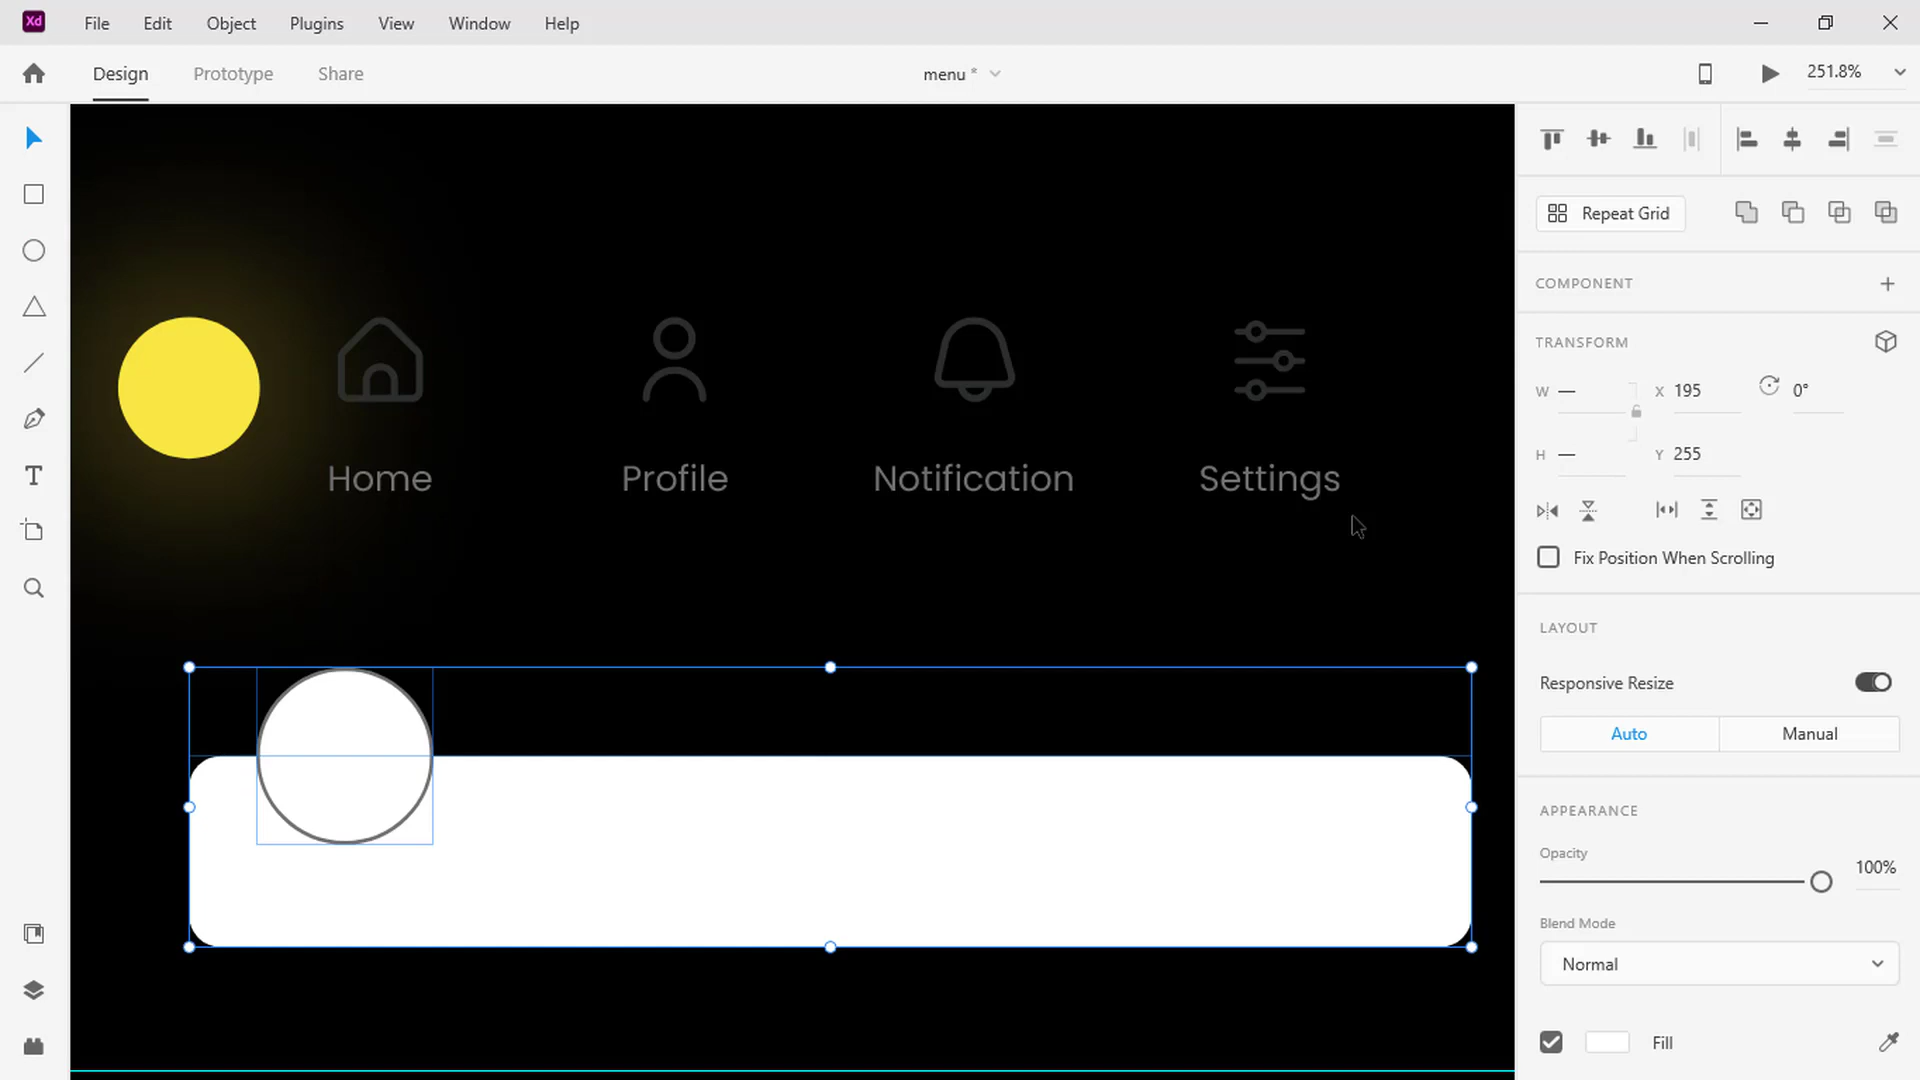 Xd File Edit Object Plugins View Window Help
Design Prototype Share menu * 251.8%
Repeat Grid
COMPONENT
TRANSFORM
W — X 195 0°
H — Y 255
Fix Position When Scrolling
LAYOUT
Responsive Resize
Auto Manual
APPEARANCE
Opacity
100%
Blend Mode
Normal
Fill
T
Home Profile Notification Settings